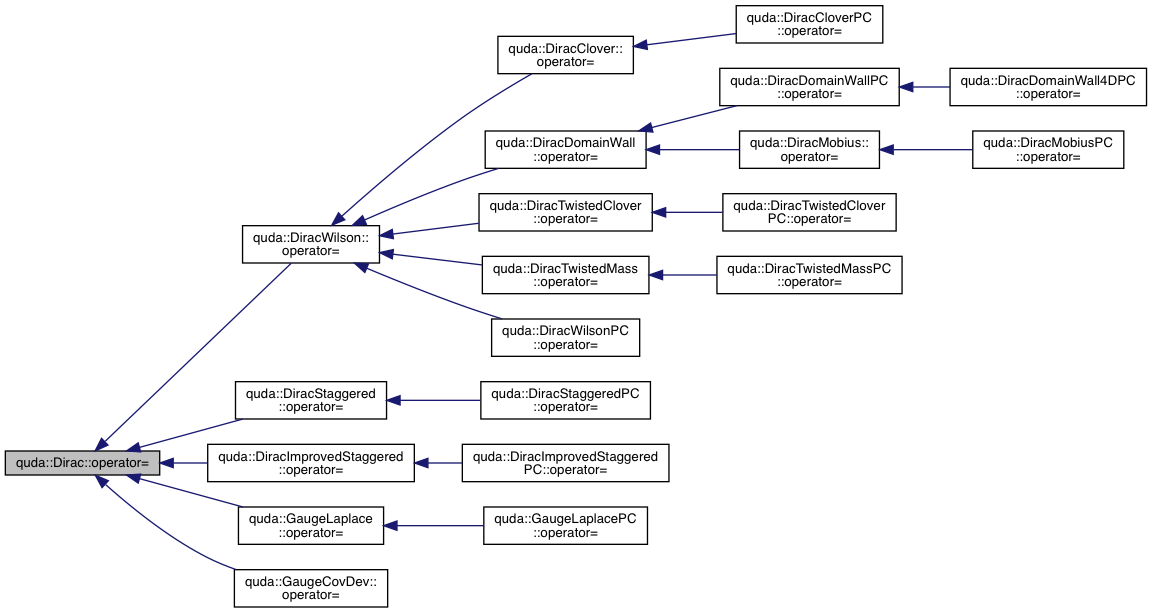 quda::DiracCloverPC
::operator=
quda::DiracClover::
operator=
quda::DiracDomainWallPC
::operator=
quda::DiracDomainWall4DPC
::operator=
quda::DiracDomainWall
::operator=
quda::DiracMobius::
operator=
quda::DiracMobiusPC
::operator=
quda::DiracTwistedClover
::operator=
quda::DiracTwistedClover
PC::operator=
quda::DiracWilson::
operator=
quda::DiracTwistedMass
::operator=
quda::DiracTwistedMassPC
::operator=
quda::DiracWilsonPC
::operator=
quda::DiracStaggered
::operator=
quda::DiracStaggeredPC
::operator=
quda::Dirac::operator=
quda::DiracImprovedStaggered
::operator=
quda::DiracImprovedStaggered
PC::operator=
quda::GaugeLaplace
::operator=
quda::GaugeLaplacePC
::operator=
quda::GaugeCovDev::
operator=